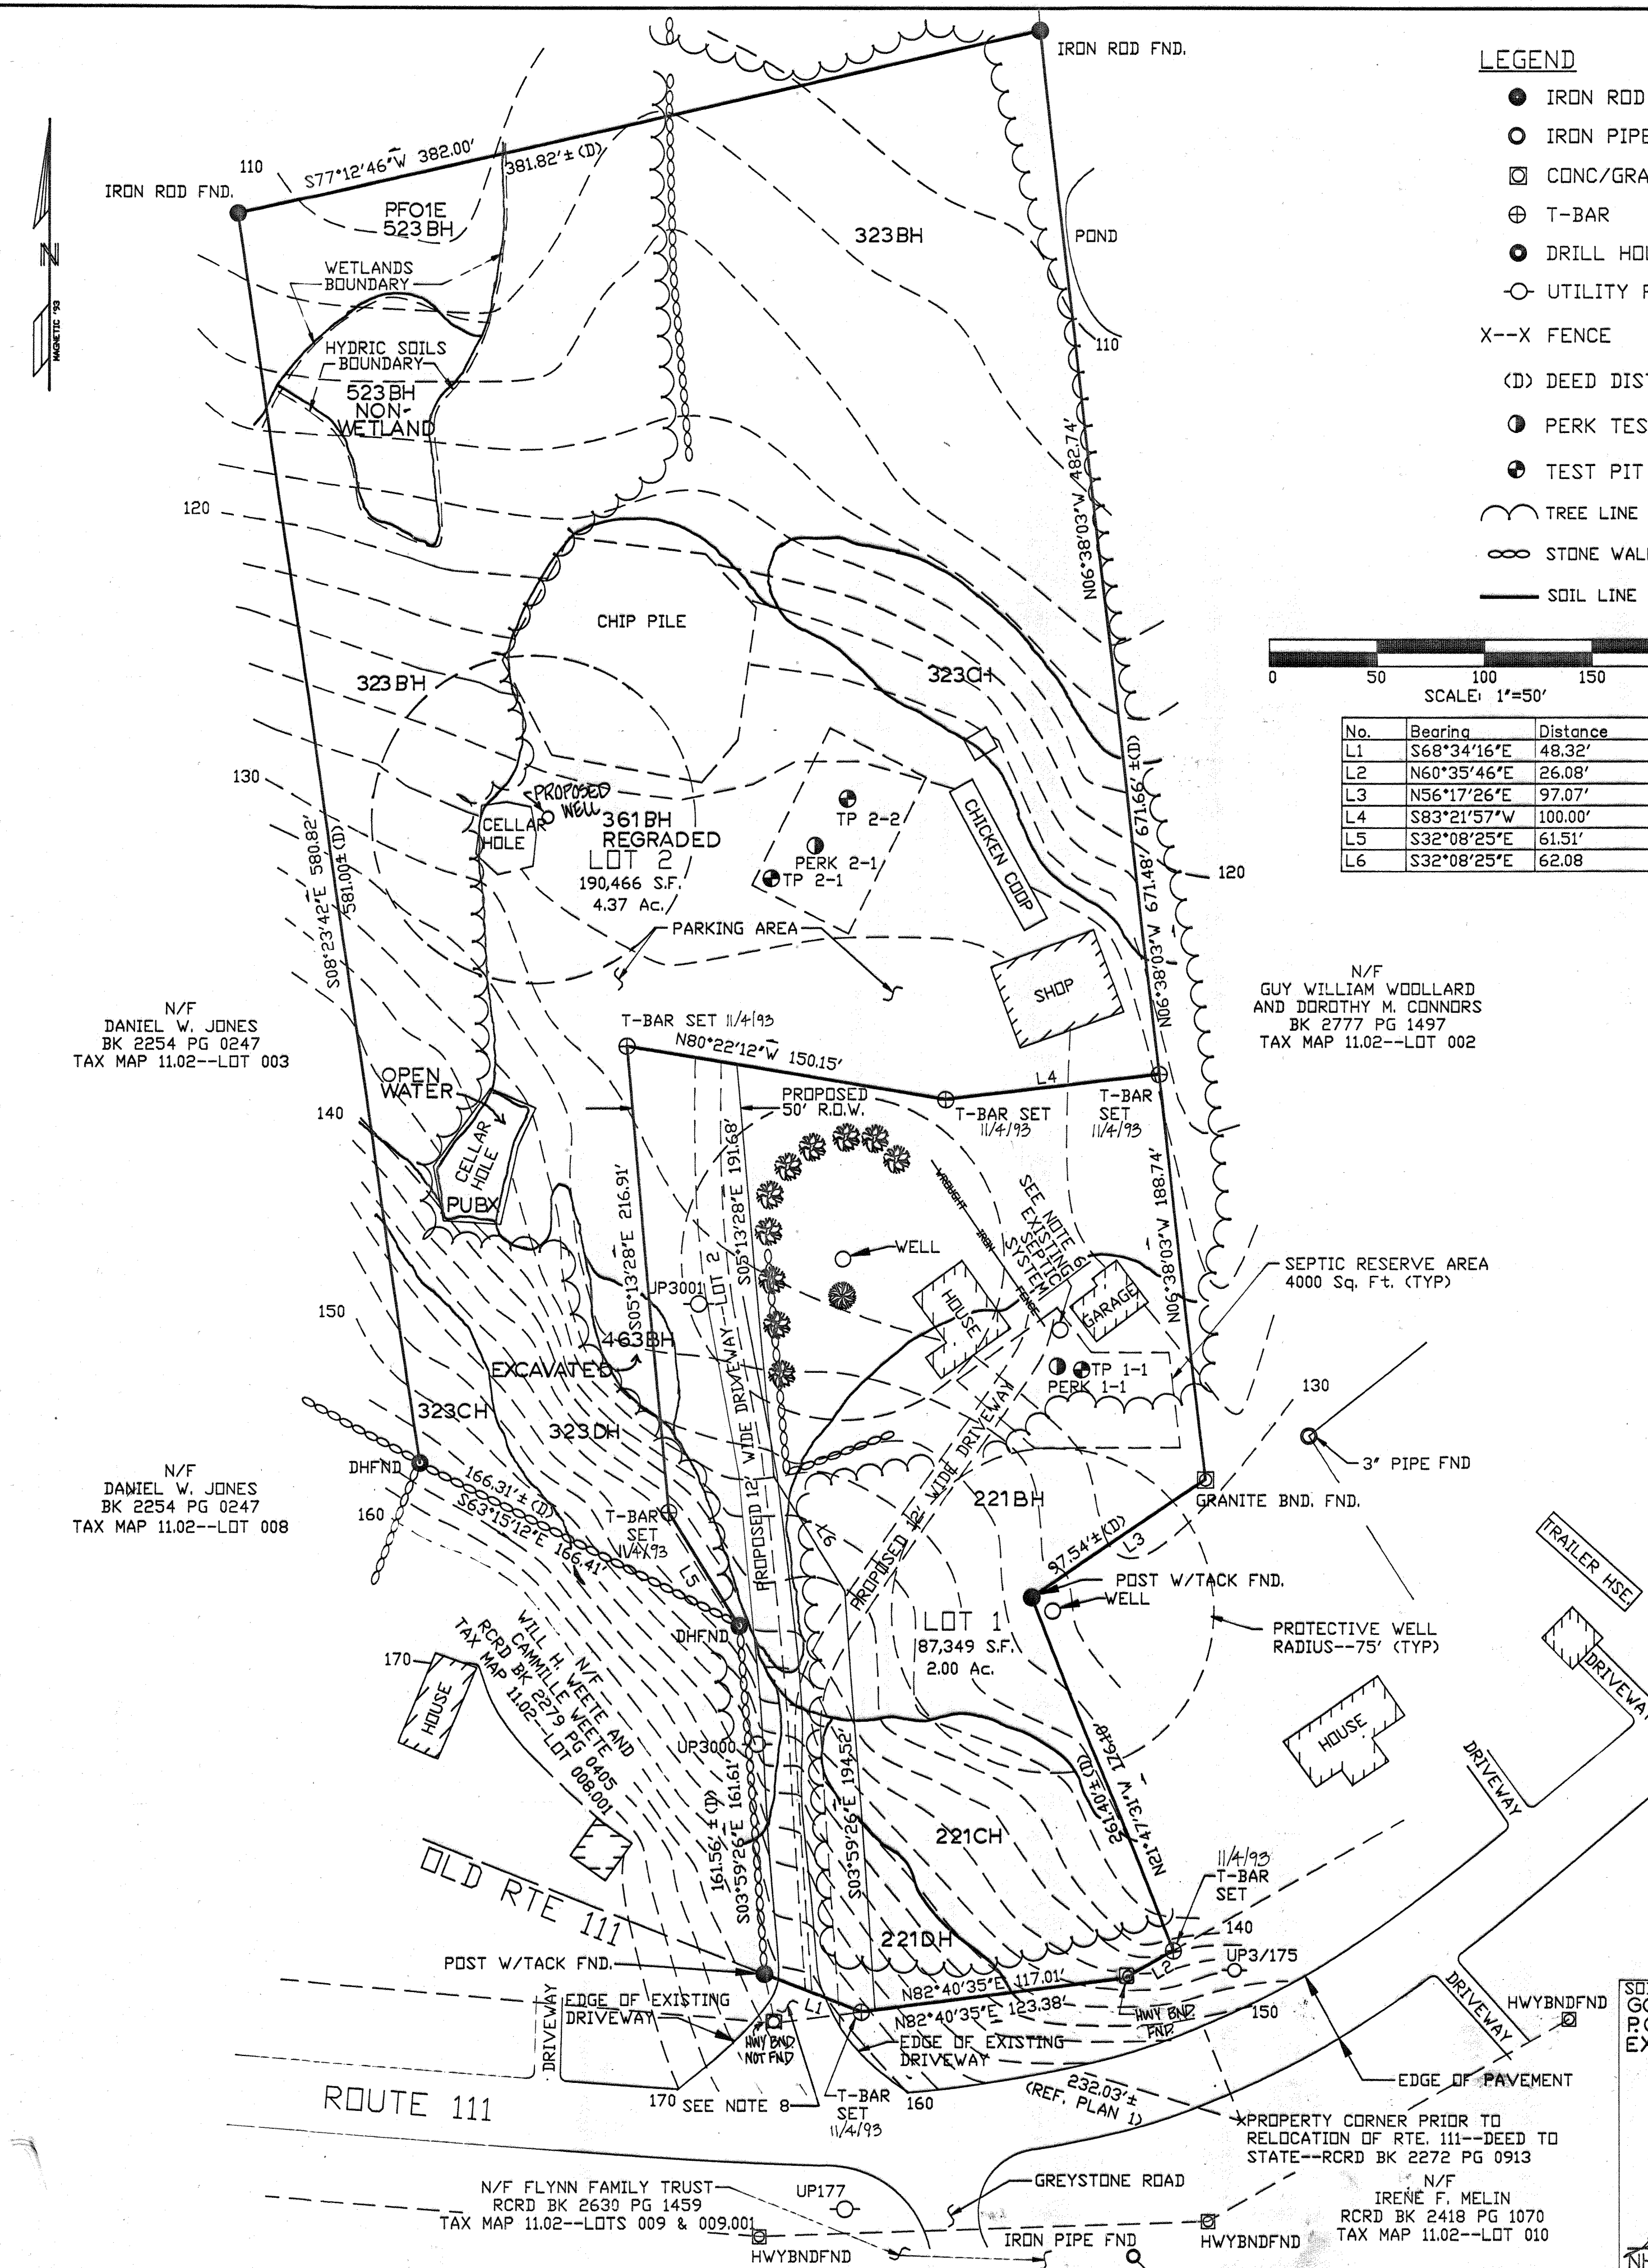 IRON ROD FND.
LEGEND
IRON ROD
IRON PIPE
CONC/GRA
T-BAR
DRILL HOL
UTILITY P
X--X FENCE
(D) DEED DIST
PERK TES
TEST PIT
TREE LINE
STONE WALL
SOIL LINE
0 50 100 150
SCALE: 1"=50'
No. Bearing Distance
L1 S68°34'16"E 48.32'
L2 N60°35'46"E 26.08'
L3 N56°17'26"E 97.07'
L4 S83°21'57"W 100.00'
L5 S32°08'25"E 61.51'
L6 S32°08'25"E 62.08
N
MAGNETIC '93
110
IRON ROD FND.
S77°12'46"W 382.00'
381.82'±(D)
PFO1E
523BH
WETLANDS
BOUNDARY
323BH
POND
110
HYDRIC SOILS
BOUNDARY
523BH
NON-
WETLAND
N06°38'03"W 482.74'
120
CHIP PILE
323BH
323CH
130
PROPOSED
WELL
CELLAR
HOLE
361BH
REGRADED
LOT 2
190,466 S.F.
4.37 Ac.
TP 2-2
PERK 2-1
TP 2-1
CHICKEN COOP
N06°38'03"W 671.48' 671.66'±(D)
120
PARKING AREA
SHOP
S08°23'42"E 580.82'
581.00±(D)
N/F
DANIEL W. JONES
BK 2254 PG 0247
TAX MAP 11.02--LOT 003
N/F
GUY WILLIAM WOOLLARD
AND DOROTHY M. CONNORS
BK 2777 PG 1497
TAX MAP 11.02--LOT 002
T-BAR SET 11/4/93
N80°22'12"W 150.15'
L4
PROPOSED
50' R.O.W.
T-BAR SET
11/4/93
T-BAR
SET
11/4/93
OPEN
WATER
140
CELLAR
HOLE
PUBX
S05°13'28"E 216.91'
S05°13'28"E 191.68'
N06°38'03"W 188.74'
WROUGHT IRON FENCE
SEE NOTE 6
EXISTING
SEPTIC
SYSTEM
WELL
SEPTIC RESERVE AREA
4000 Sq. Ft. (TYP)
UP3001
HOUSE
GARAGE
150
463BH
EXCAVATED
TP 1-1
PERK 1-1
323CH
323DH
PROPOSED 12' WIDE DRIVEWAY--LOT 2
PROPOSED 12' WIDE DRIVEWAY
130
3" PIPE FND
DHFND
N/F
DANIEL W. JONES
BK 2254 PG 0247
TAX MAP 11.02--LOT 008
160
166.31'±(D)
S63°15'12"E 166.41'
T-BAR
SET
11/4/93
L5
L6
221BH
GRANITE BND. FND.
97.54'±(D)
L3
POST W/TACK FND.
WELL
TRAILER HSE.
DHFND
LOT 1
87,349 S.F.
2.00 Ac.
PROTECTIVE WELL
RADIUS--75' (TYP)
N/F
WILL H. WEETE AND
CAMMILLE WEETE
RCRD BK 2279 PG 0405
TAX MAP 11.02--LOT 008.001
170
HOUSE
HOUSE
DRIVEWAY
DRIVEWAY
UP3000
161.56'±(D)
S03°59'26"E 161.61'
S03°59'26"E 194.52'
N21°47'31"W 176.10'
261.40'±(D)
221CH
11/4/93
T-BAR
SET
OLD RTE 111
221DH
140
UP3/175
POST W/TACK FND.
L1
L2
N82°40'35"E 117.01'
N82°40'35"E 123.38'
EDGE OF EXISTING
DRIVEWAY
DRIVEWAY
HWY BND.
NOT FND
HWY BND.
FND.
150
DRIVEWAY
HWYBNDFND
EDGE OF EXISTING
DRIVEWAY
EDGE OF PAVEMENT
ROUTE 111
170
SEE NOTE 8
T-BAR
SET
11/4/93
160
232.03'±
(REF. PLAN 1)
PROPERTY CORNER PRIOR TO
RELOCATION OF RTE. 111--DEED TO
STATE--RCRD BK 2272 PG 0913
N/F FLYNN FAMILY TRUST
RCRD BK 2630 PG 1459
TAX MAP 11.02--LOTS 009 & 009.001
UP177
GREYSTONE ROAD
HWYBNDFND
IRON PIPE FND
HWYBNDFND
N/F
IRENE F. MELIN
RCRD BK 2418 PG 1070
TAX MAP 11.02--LOT 010